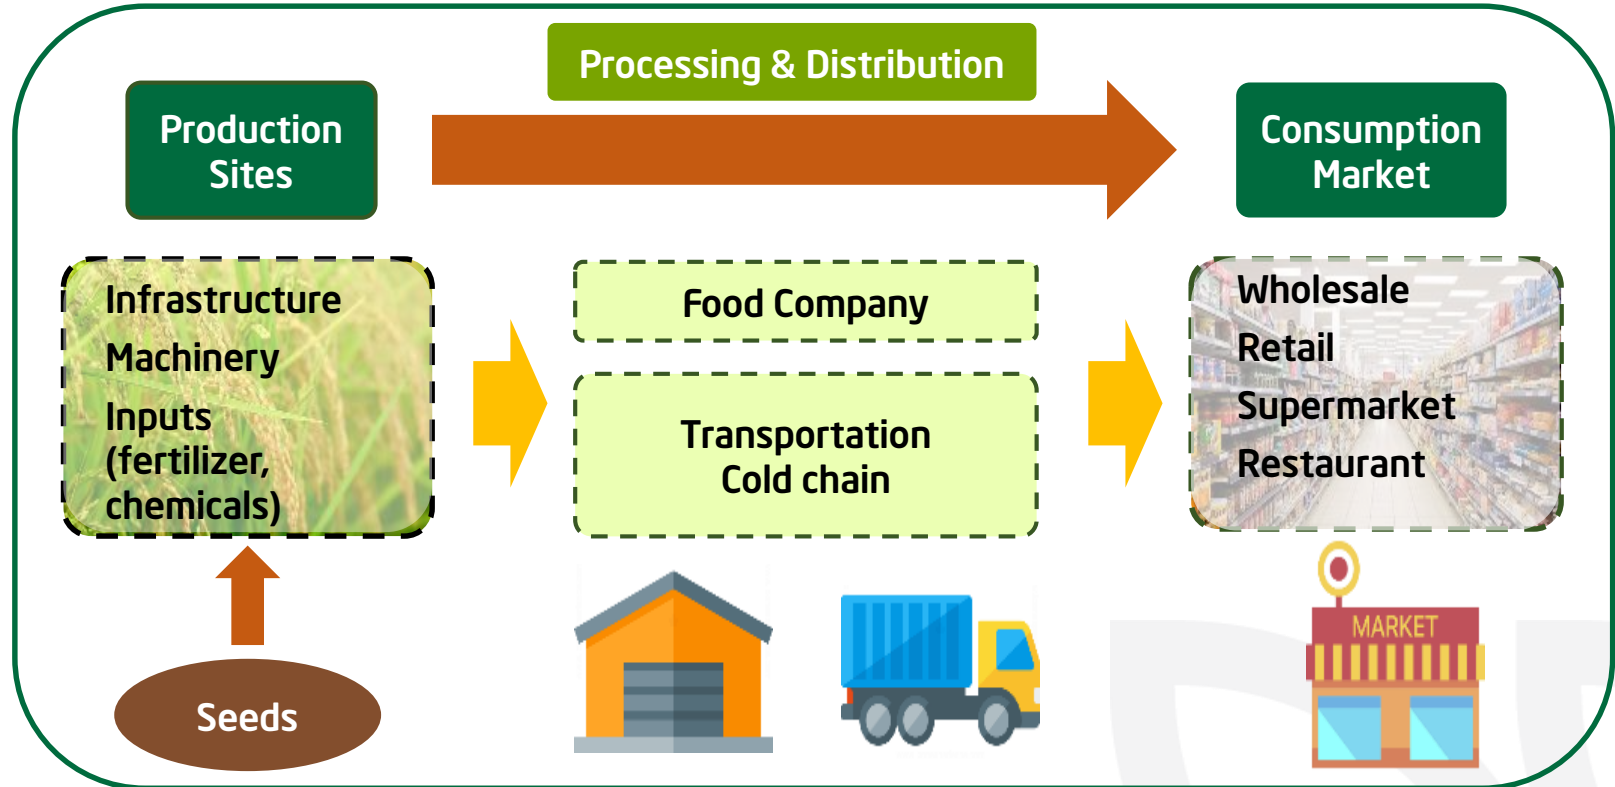 Processing & Distribution
Production
Sites
Consumption
Market
Infrastructure
Machinery
Inputs
(fertilizer,
chemicals)
Food Company
Transportation
Cold chain
Wholesale
Retail
Supermarket
Restaurant
Seeds
MARKET